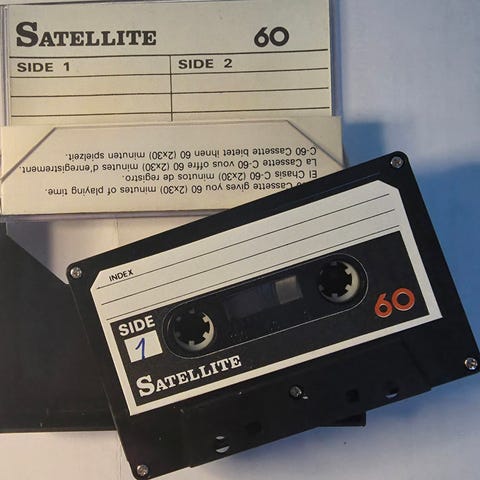 SATELLITE 60
SIDE 1 SIDE 2
Cassette gives you 60 minutes of playing time.
El Chasis C-60 (2x30) minutos de registro.
La Cassette C-60 vous offre 60 (2x30) minutes d'enregistrement.
C-60 Cassette bietet ihnen 60 (2x30) minuten spielzeit.
INDEX
SIDE
1
60
SATELLITE